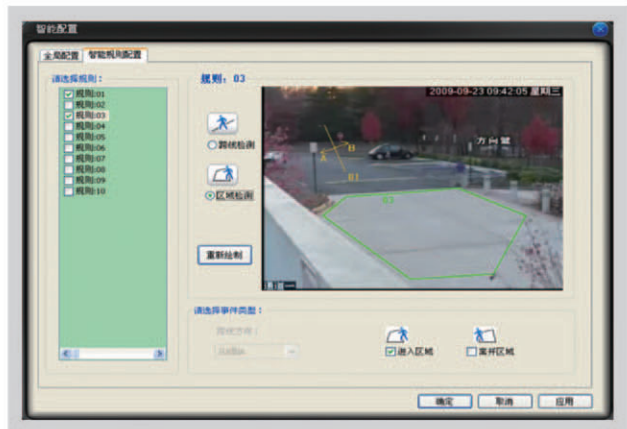 智能配置
全局配置 智能规则配置
请选择规则：
规则:01
规则:02
规则:03
规则:04
规则:05
规则:06
规则:07
规则:08
规则:09
规则:10
规则：03
跨线检测
区域检测
重新绘制
2009-09-23 09:42:05 星期三
方向键
B
A
01
03
请选择事件类型：
跨线方向：
进入区域
离开区域
确定 取消 应用